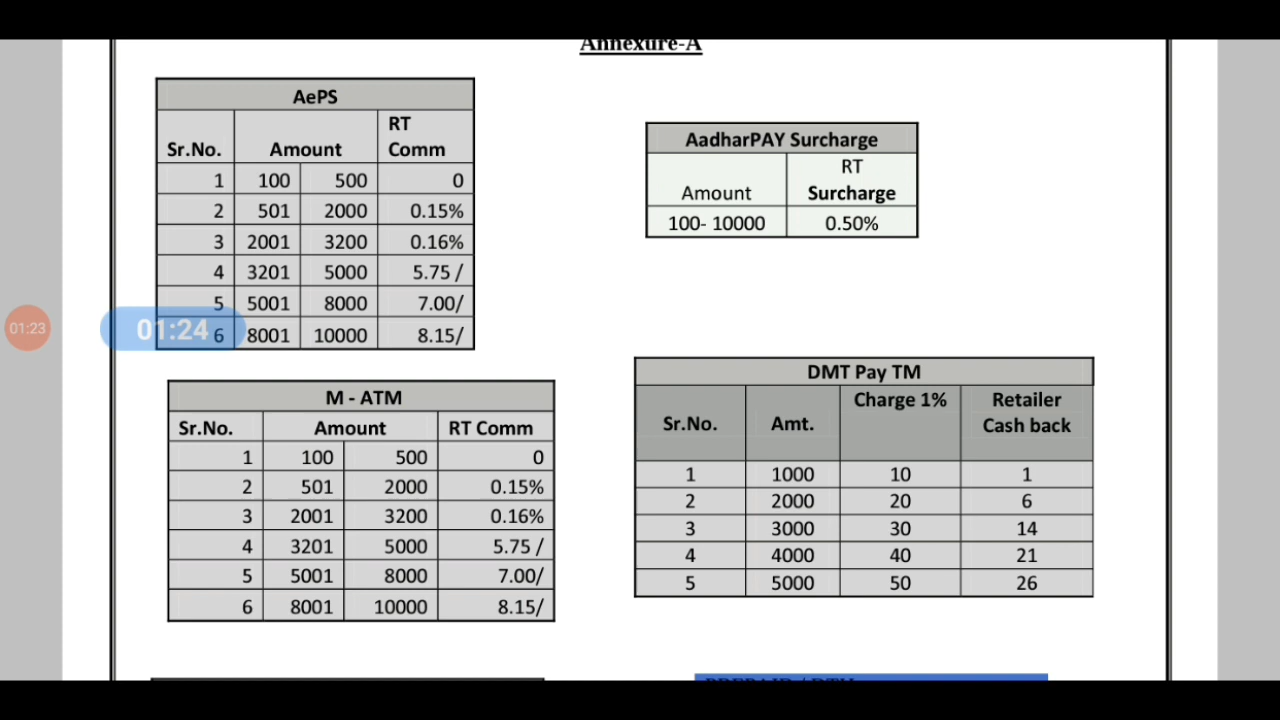 Annexure-A
AePS
Sr.No. Amount RT Comm
1 100 500 0
2 501 2000 0.15%
3 2001 3200 0.16%
4 3201 5000 5.75 /
5 5001 8000 7.00/
6 8001 10000 8.15/
01:23
01:24
AadharPAY Surcharge
Amount RT Surcharge
100- 10000 0.50%
M - ATM
Sr.No. Amount RT Comm
1 100 500 0
2 501 2000 0.15%
3 2001 3200 0.16%
4 3201 5000 5.75 /
5 5001 8000 7.00/
6 8001 10000 8.15/
DMT Pay TM
Sr.No. Amt. Charge 1% Retailer Cash back
1 1000 10 1
2 2000 20 6
3 3000 30 14
4 4000 40 21
5 5000 50 26